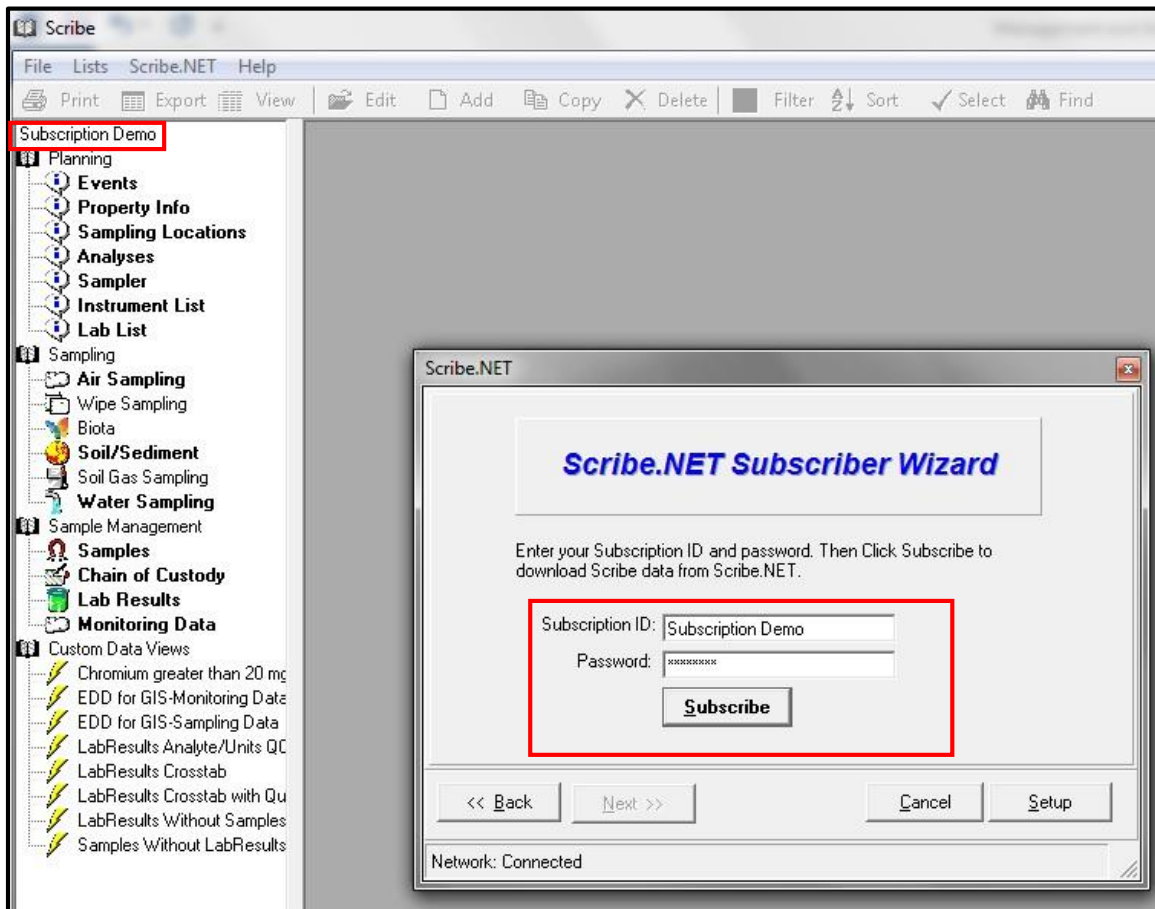 Scribe
File Lists Scribe.NET Help
Print Export View Edit Add Copy Delete Filter Sort Select Find
Subscription Demo
Planning
Events
Property Info
Sampling Locations
Analyses
Sampler
Instrument List
Lab List
Sampling
Air Sampling
Wipe Sampling
Biota
Soil/Sediment
Soil Gas Sampling
Water Sampling
Sample Management
Samples
Chain of Custody
Lab Results
Monitoring Data
Custom Data Views
Chromium greater than 20 mg
EDD for GIS-Monitoring Data
EDD for GIS-Sampling Data
LabResults Analyte/Units QC
LabResults Crosstab
LabResults Crosstab with Qu
LabResults Without Samples
Samples Without LabResults
Scribe.NET
Scribe.NET Subscriber Wizard
Enter your Subscription ID and password. Then Click Subscribe to
download Scribe data from Scribe.NET.
Subscription ID: Subscription Demo
Password: ********
Subscribe
<< Back Next >> Cancel Setup
Network: Connected